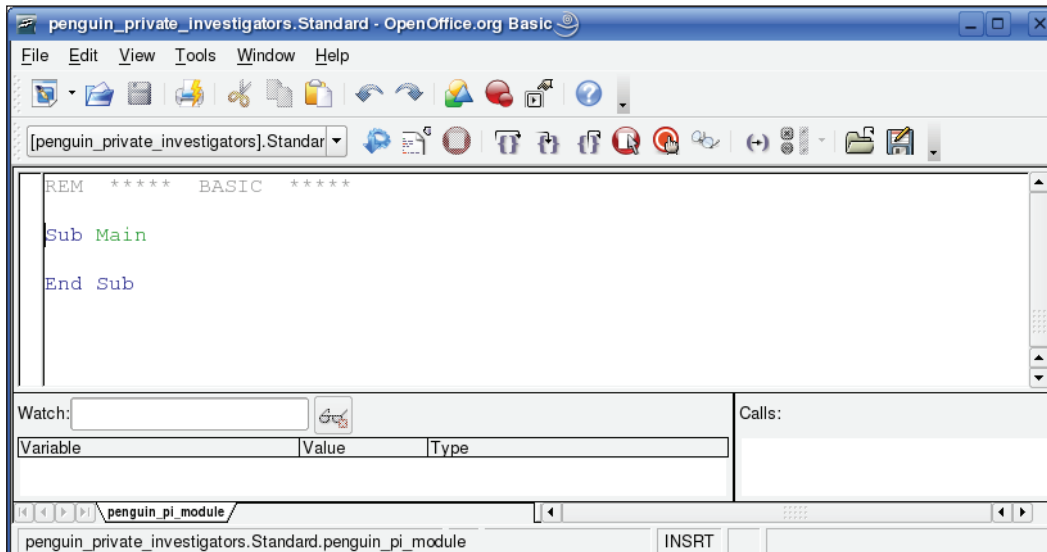 penguin_private_investigators.Standard - OpenOffice.org Basic
File Edit View Tools Window Help
[penguin_private_investigators].Standar
REM ***** BASIC *****
Sub Main
End Sub
Watch:
Calls:
Variable Value Type
penguin_pi_module
penguin_private_investigators.Standard.penguin_pi_module INSRT